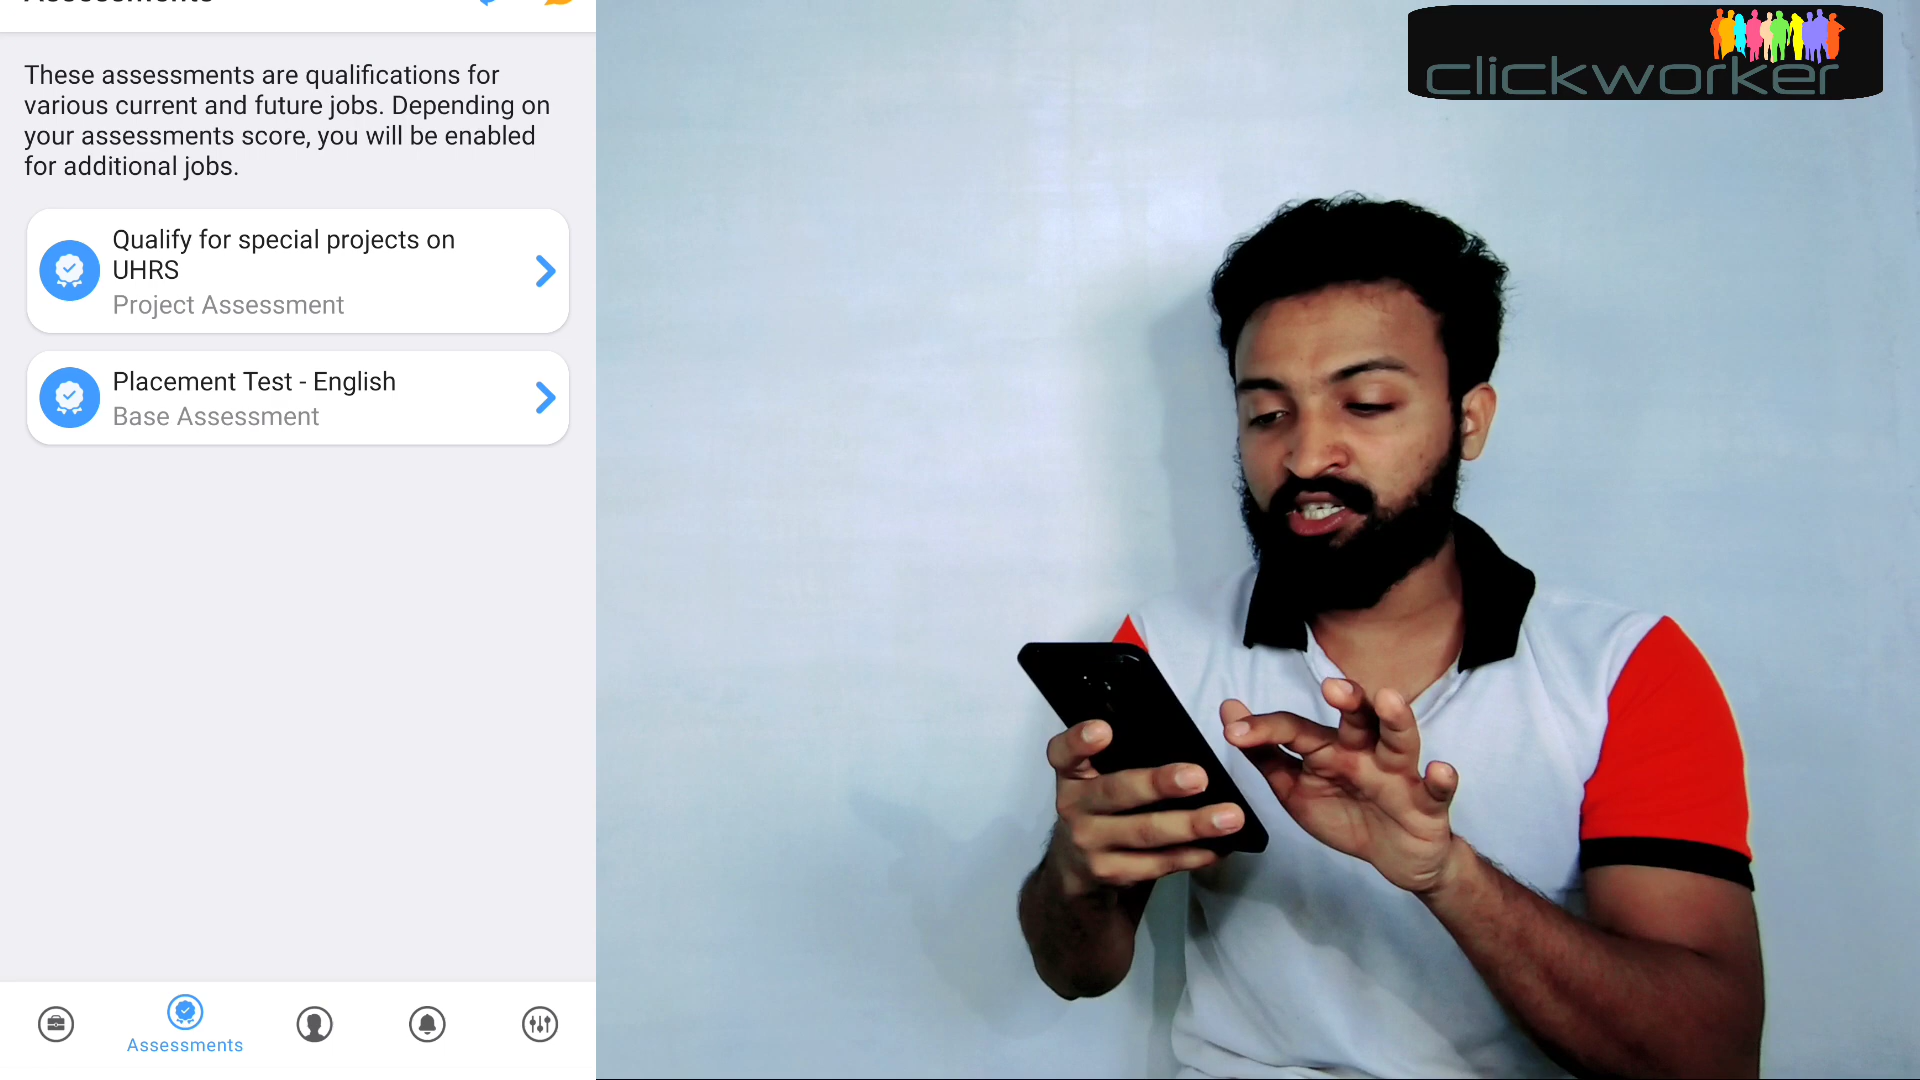 Assessments
clickworker
These assessments are qualifications for
various current and future jobs. Depending on
your assessments score, you will be enabled
for additional jobs.
Qualify for special projects on
UHRS
Project Assessment
Placement Test - English
Base Assessment
Assessments